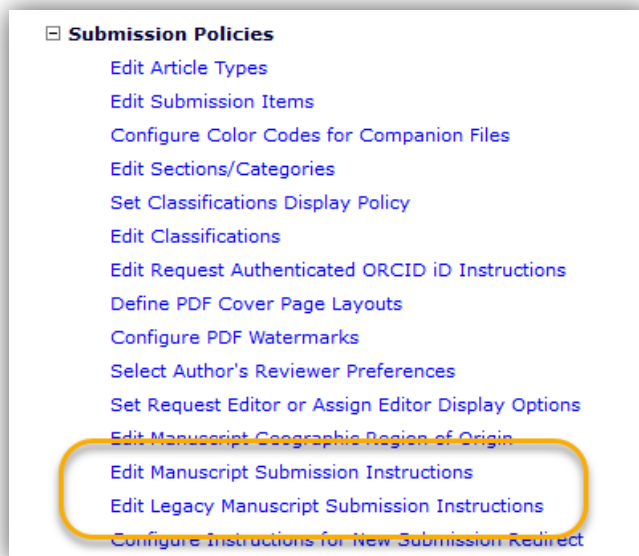 Submission Policies
Edit Article Types
Edit Submission Items
Configure Color Codes for Companion Files
Edit Sections/Categories
Set Classifications Display Policy
Edit Classifications
Edit Request Authenticated ORCID iD Instructions
Define PDF Cover Page Layouts
Configure PDF Watermarks
Select Author's Reviewer Preferences
Set Request Editor or Assign Editor Display Options
Edit Manuscript Geographic Region of Origin
Edit Manuscript Submission Instructions
Edit Legacy Manuscript Submission Instructions
Configure Instructions for New Submission Redirect